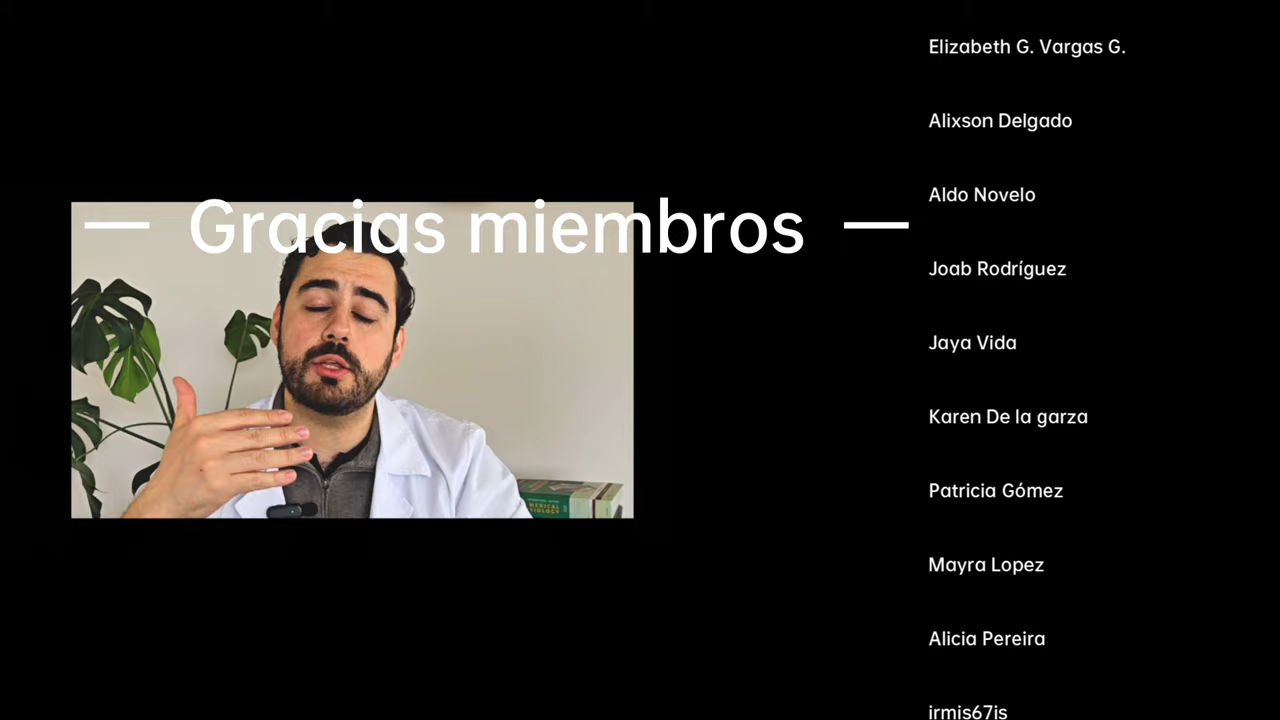 Gracias miembros
Elizabeth G. Vargas G.
Alixson Delgado
Aldo Novelo
Joab Rodríguez
Jaya Vida
Karen De la garza
Patricia Gómez
Mayra Lopez
Alicia Pereira
irmis67is
MEDICAL